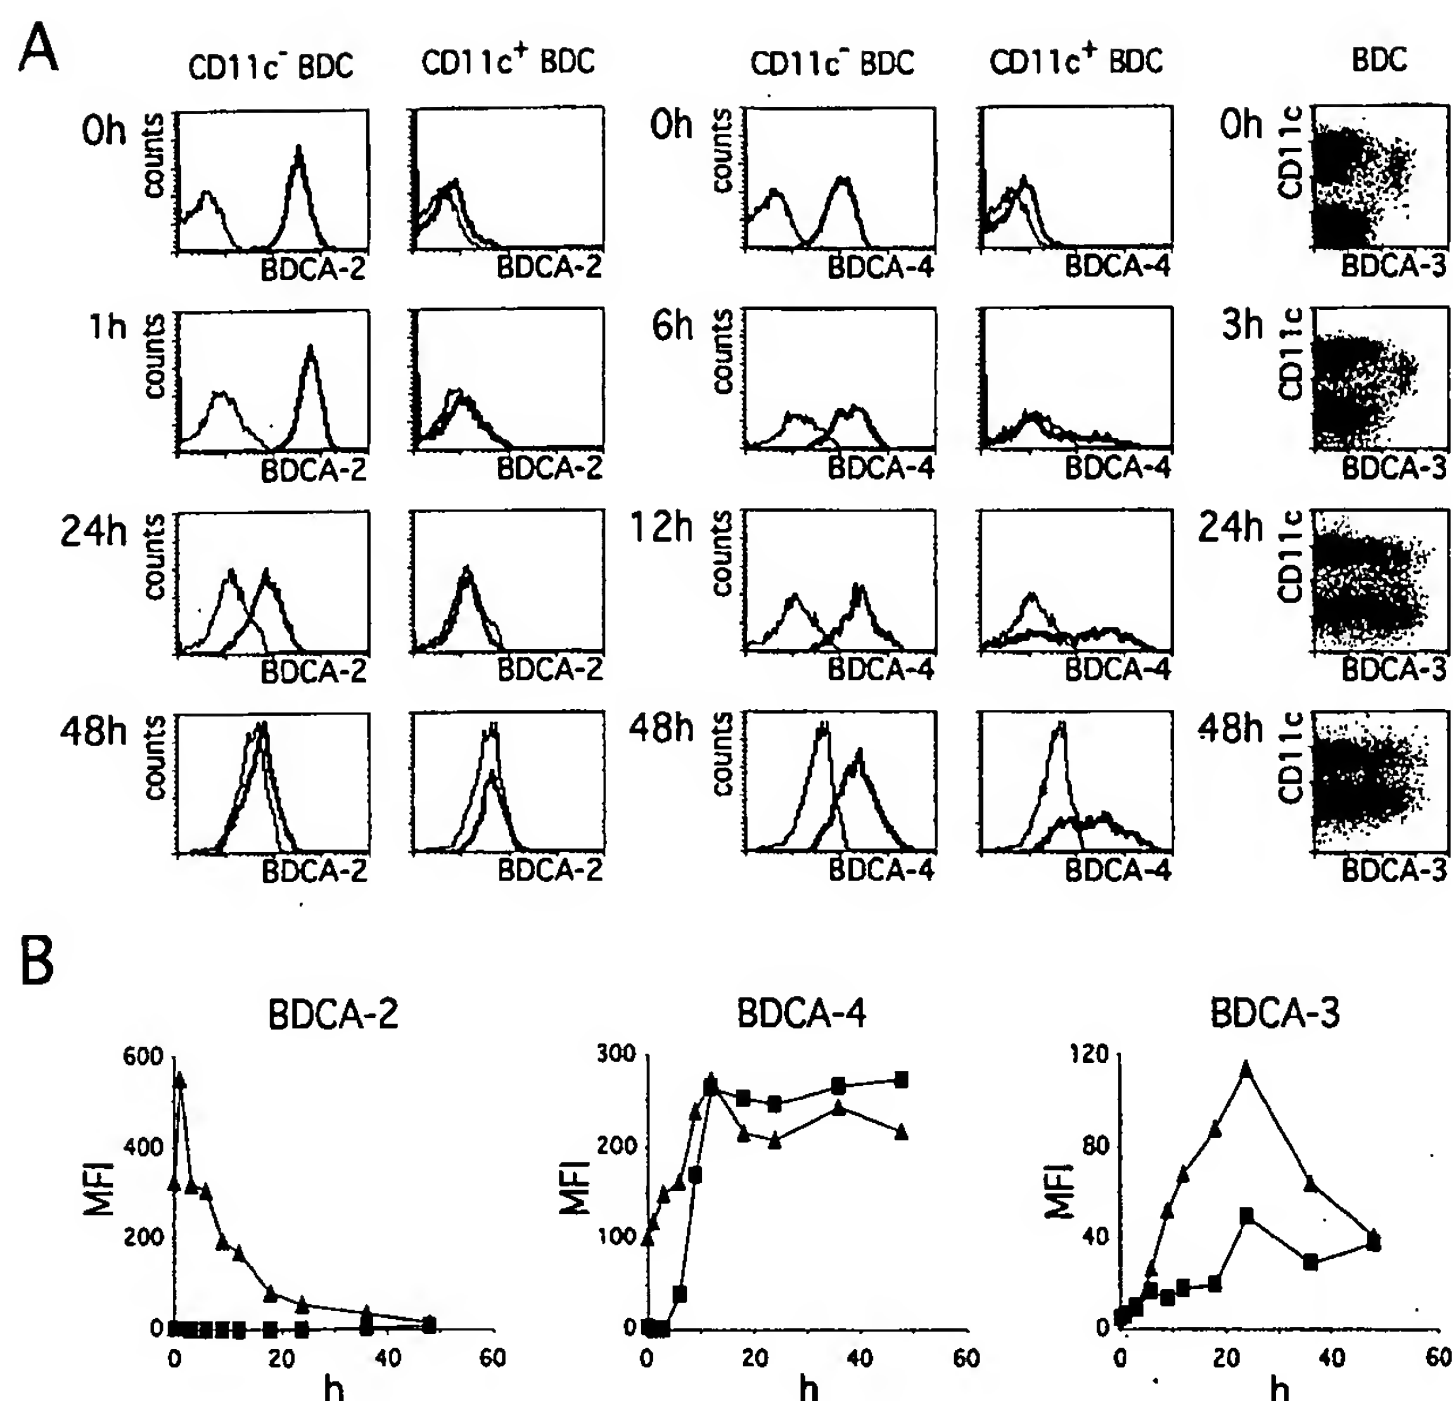 A
CD11c⁻ BDC CD11c⁺ BDC CD11c⁻ BDC CD11c⁺ BDC BDC
0h counts 0h counts 0h CD11c
BDCA-2 BDCA-2 BDCA-4 BDCA-4 BDCA-3
1h counts 6h counts 3h CD11c
BDCA-2 BDCA-2 BDCA-4 BDCA-4 BDCA-3
24h counts 12h counts 24h CD11c
BDCA-2 BDCA-2 BDCA-4 BDCA-4 BDCA-3
48h counts 48h counts 48h CD11c
BDCA-2 BDCA-2 BDCA-4 BDCA-4 BDCA-3
B
BDCA-2
600
400
200
0
MFI
0 20 40 60
h
BDCA-4
300
200
100
0
MFI
0 20 40 60
h
BDCA-3
120
80
40
0
MFI
0 20 40 60
h